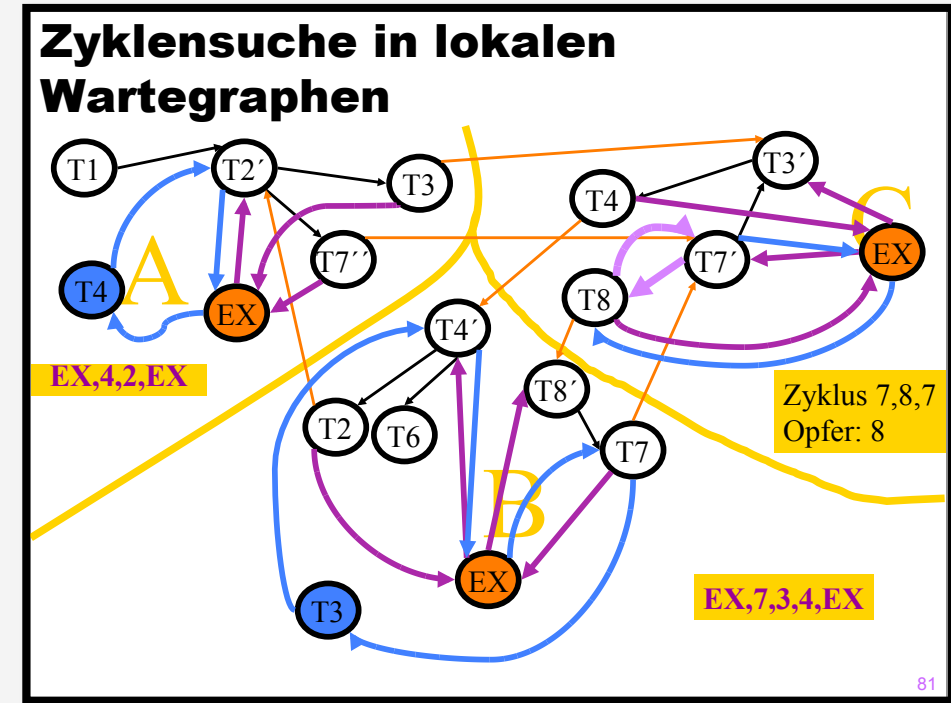 Zyklensuche in lokalen
Wartegraphen
T1
T2´
T3
T7´´
T4
A
EX
EX,4,2,EX
T3´
T4
C
EX
T7´
T8
Zyklus 7,8,7
Opfer: 8
T4´
T8´
T2
T6
T7
B
EX
T3
EX,7,3,4,EX
81